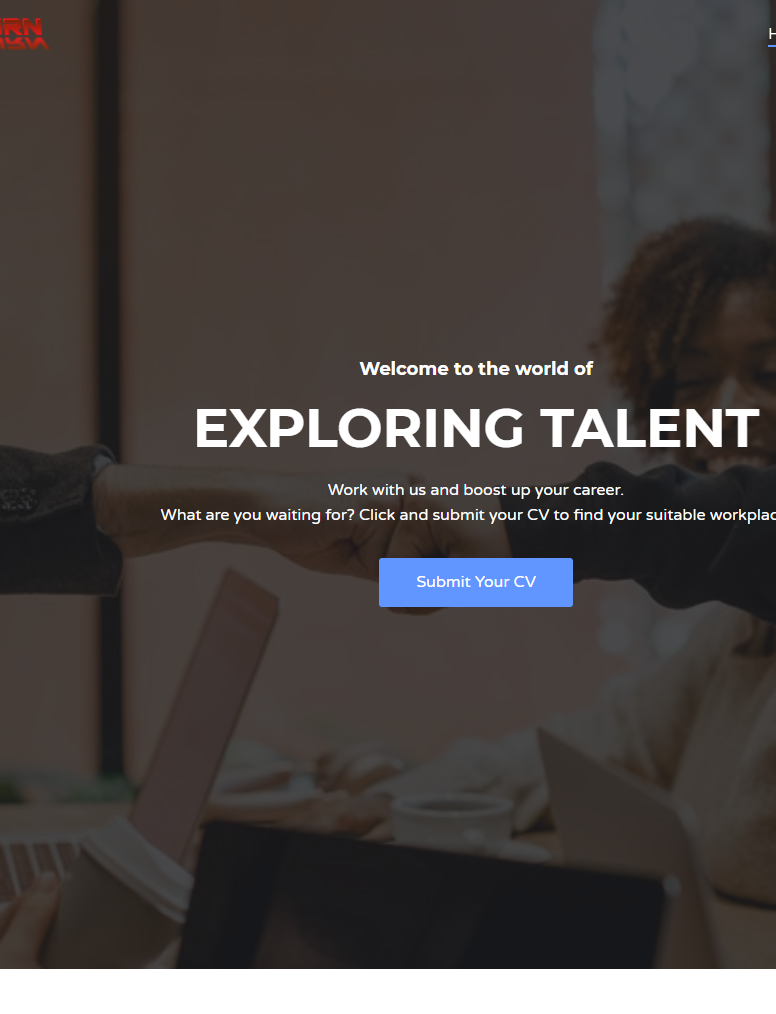 H
Welcome to the world of
EXPLORING TALENT
Work with us and boost up your career.
What are you waiting for? Click and submit your CV to find your suitable workplac
Submit Your CV